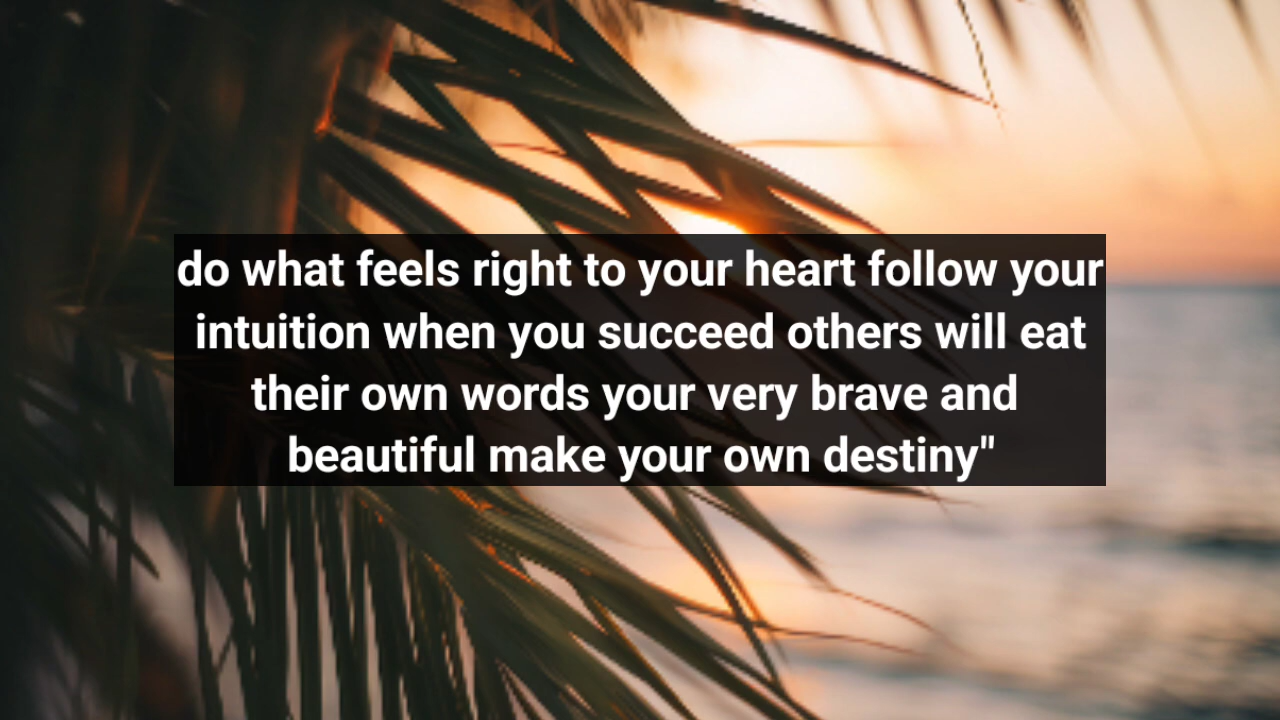 do what feels right to your heart follow your
intuition when you succeed others will eat
their own words your very brave and
beautiful make your own destiny"